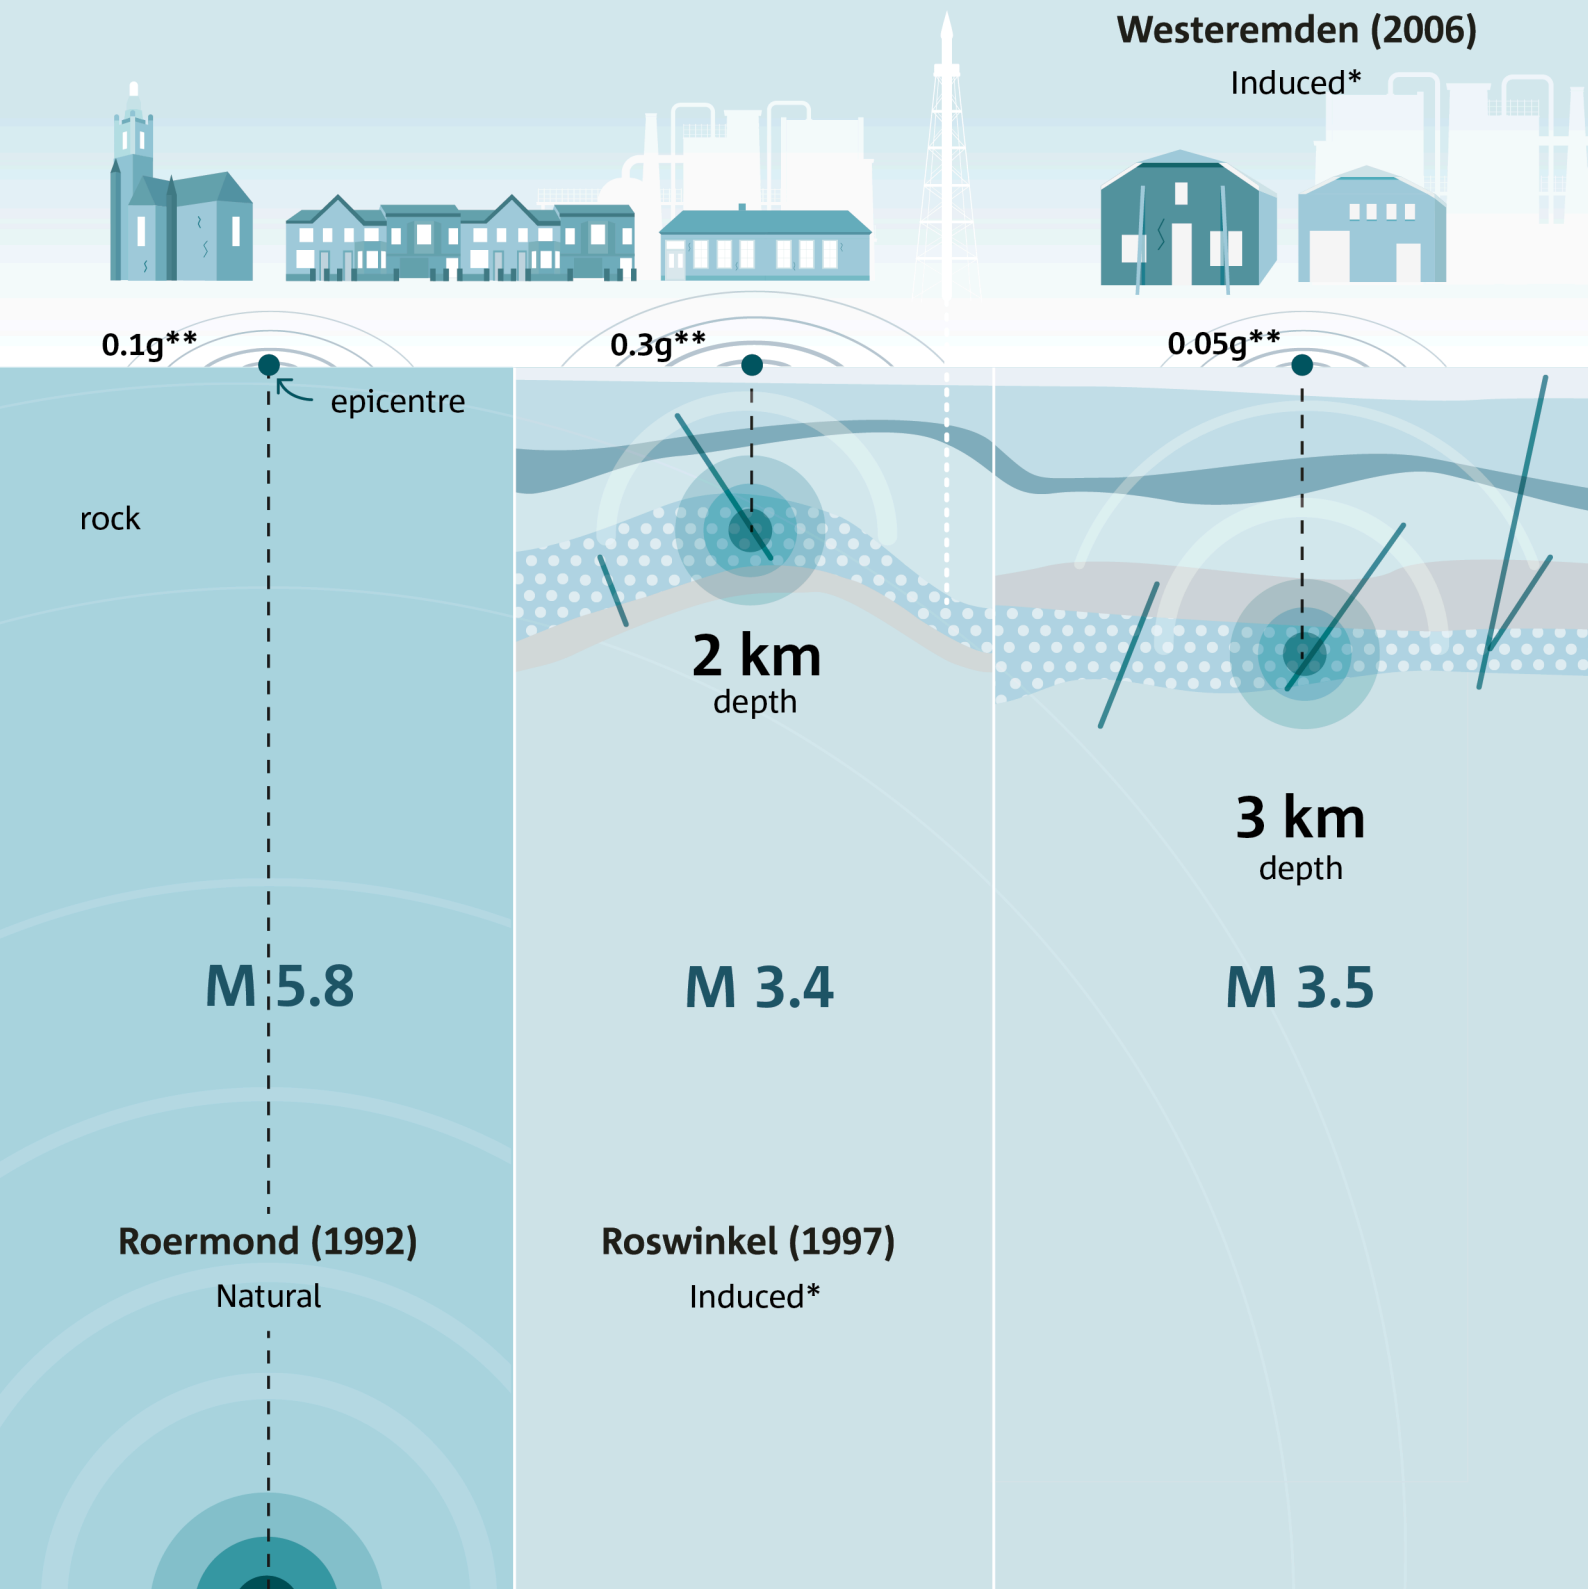 Westeremden (2006)
Induced*
0.1g**
0.3g**
0.05g**
epicentre
rock
2 km
depth
3 km
depth
M 5.8
M 3.4
M 3.5
Roermond (1992)
Natural
Roswinkel (1997)
Induced*